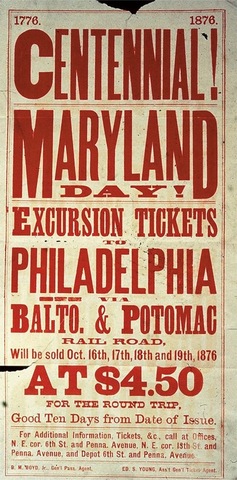 1776. 1876.
CENTENNIAL!
MARYLAND
DAY!
EXCURSION TICKETS
TO
PHILADELPHIA
VIA
BALTO. & POTOMAC
RAIL ROAD,
Will be sold Oct. 16th, 17th, 18th and 19th, 1876
AT $4.50
FOR THE ROUND TRIP,
Good Ten Days from Date of Issue.
For Additional Information, Tickets, &c., call at Offices,
N. E. cor. 6th St. and Penna. Avenue, N. E. cor. 13th St. and
Penna. Avenue, and Depot 6th St. and Penna. Avenue.
D. M. BOYD, Jr., Gen'l Pass. Agent. ED. S. YOUNG, Ass't Gen'l Ticket Agent.